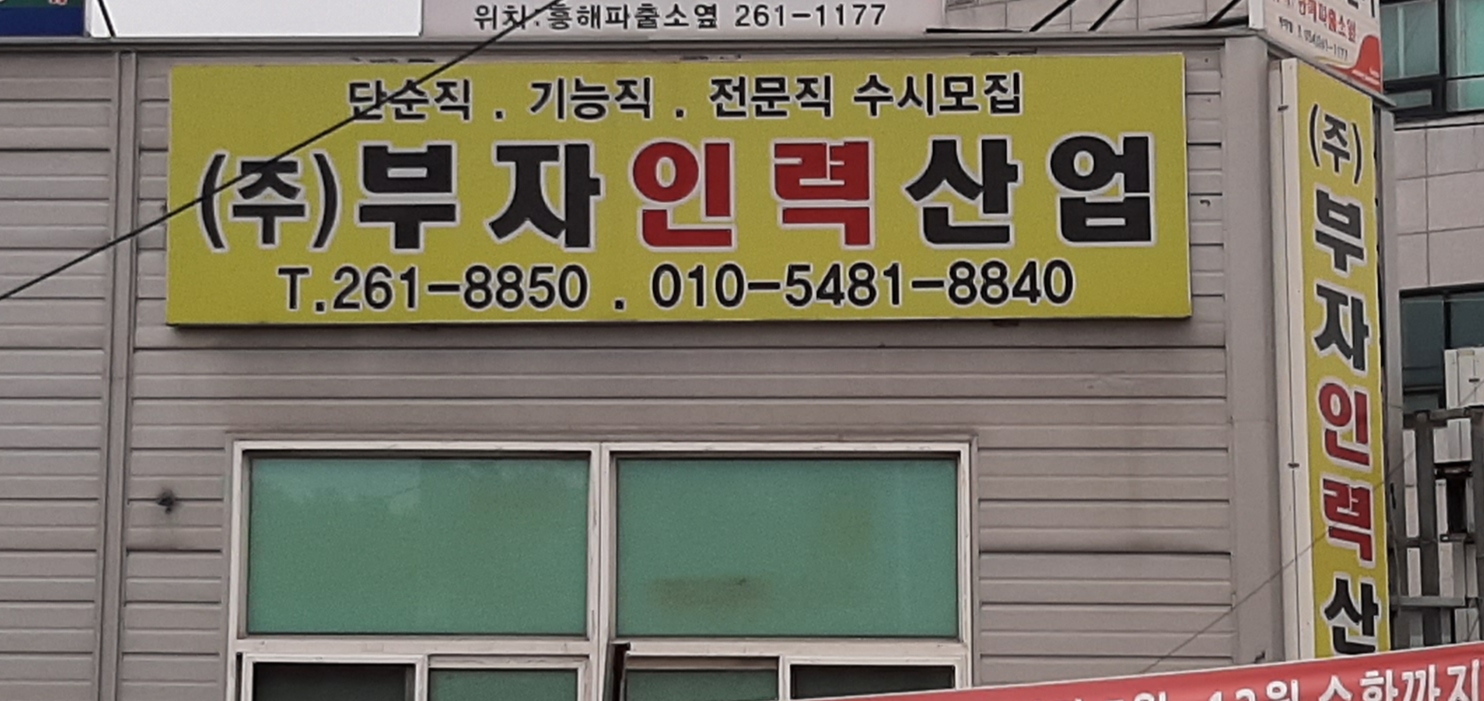 위치.흥해파출소옆 261-1177
단순직 . 기능직 . 전문직 수시모집
(주)부자인력산업
T.261-8850 . 010-5481-8840
(주)부자인력산